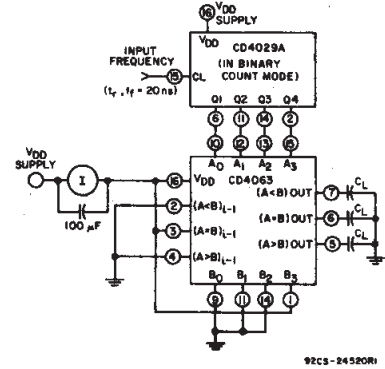 16 VDD SUPPLY
VDD
CD4029A
(IN BINARY COUNT MODE)
INPUT FREQUENCY
15 CL
(tr, tf = 20 ns)
Q1 Q2 Q3 Q4
6 11 14 2
10 12 13 15
A0 A1 A2 A3
VDD SUPPLY
I
100 μF
16 VDD
CD4063
2 (A<B)i-1
3 (A=B)i-1
4 (A>B)i-1
(A<B) OUT 7 CL
(A=B) OUT 6 CL
(A>B) OUT 5 CL
B0 B1 B2 B3
9 11 14 1
92CS-24520R1